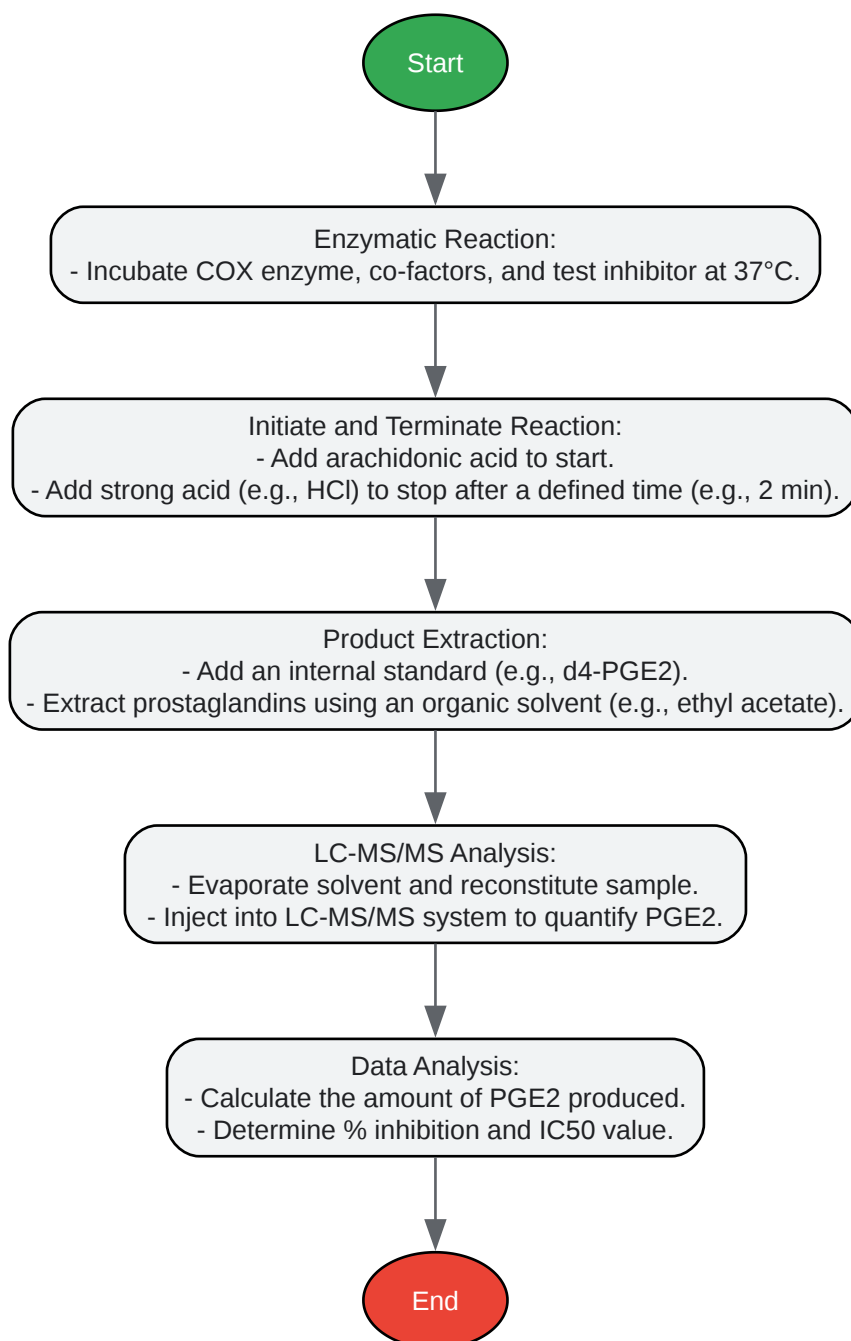 Start
Enzymatic Reaction:
- Incubate COX enzyme, co-factors, and test inhibitor at 37°C.
Initiate and Terminate Reaction:
- Add arachidonic acid to start.
- Add strong acid (e.g., HCl) to stop after a defined time (e.g., 2 min).
Product Extraction:
- Add an internal standard (e.g., d4-PGE2).
- Extract prostaglandins using an organic solvent (e.g., ethyl acetate).
LC-MS/MS Analysis:
- Evaporate solvent and reconstitute sample.
- Inject into LC-MS/MS system to quantify PGE2.
Data Analysis:
- Calculate the amount of PGE2 produced.
- Determine % inhibition and IC50 value.
End